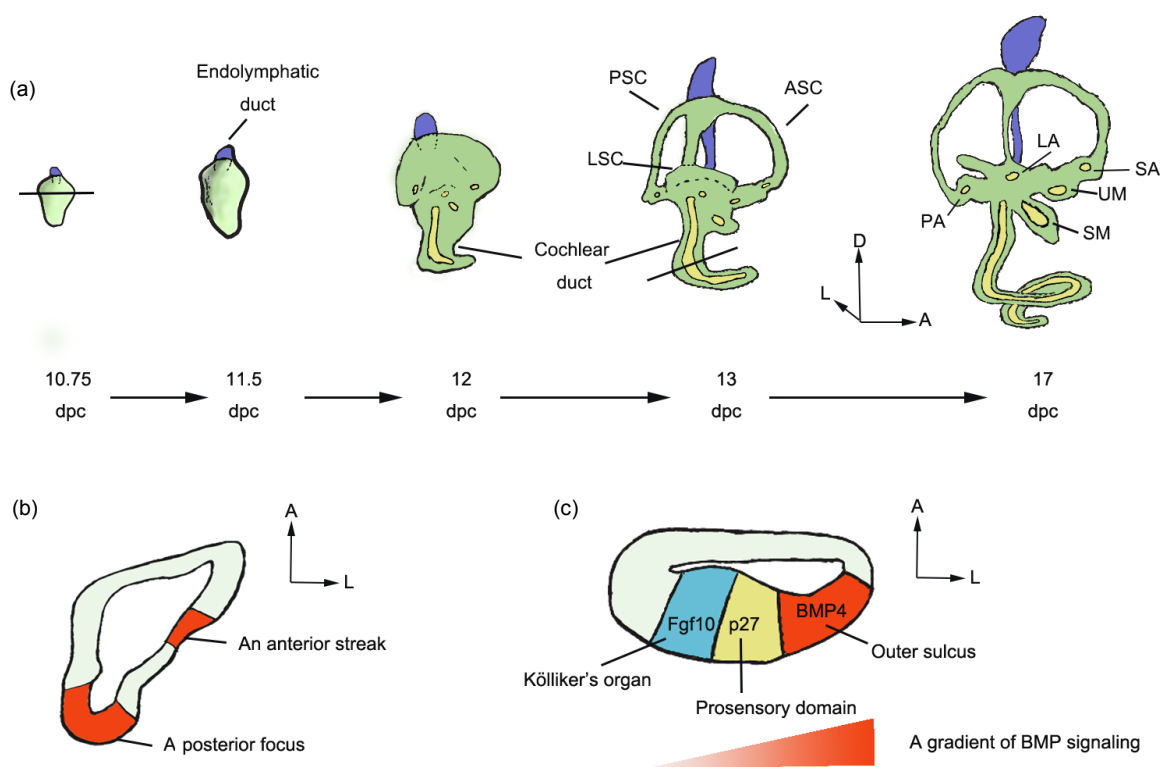 (a)
Endolymphatic
duct
PSC
ASC
LSC
LA
SA
UM
PA
SM
Cochlear
duct
D
L
A
10.75
dpc
11.5
dpc
12
dpc
13
dpc
17
dpc
(b)
A
L
An anterior streak
A posterior focus
(c)
A
L
Fgf10
p27
BMP4
Outer sulcus
Kölliker's organ
Prosensory domain
A gradient of BMP signaling